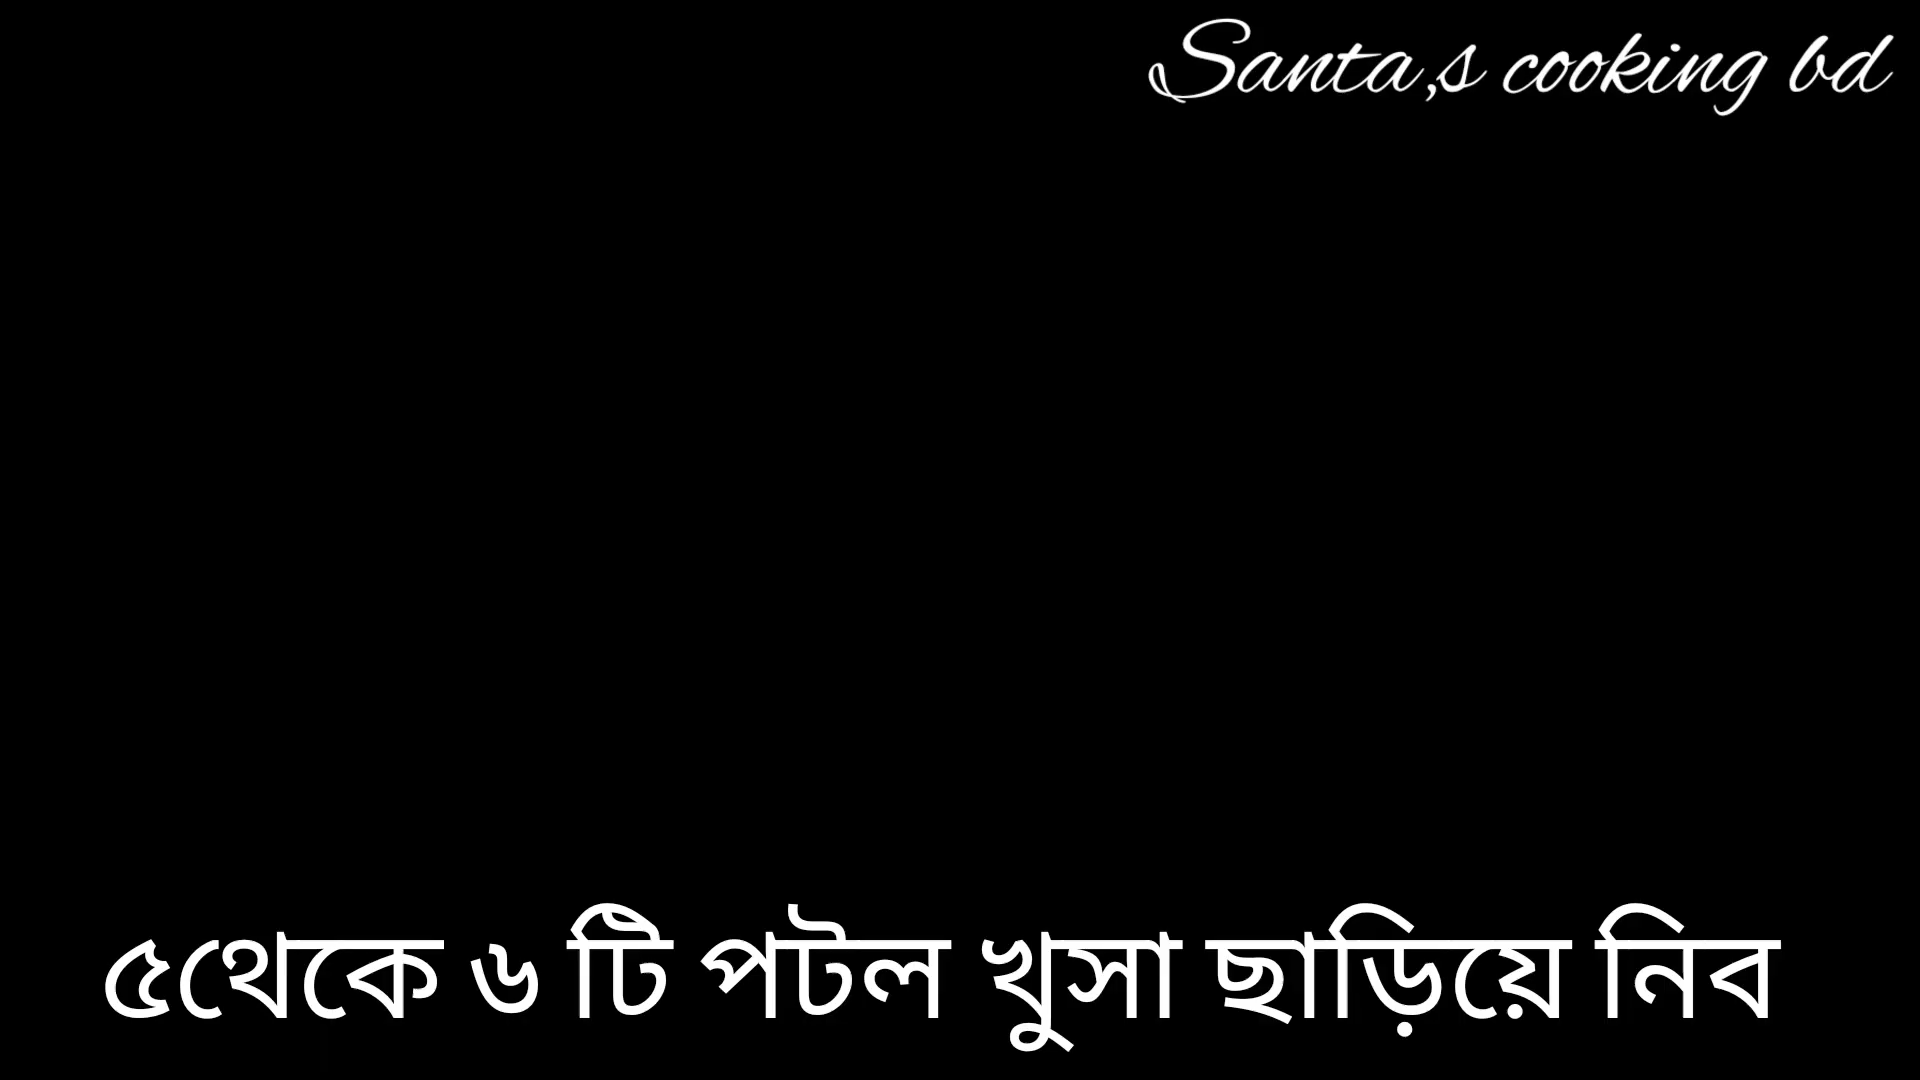 Santa,s cooking bd
৫থেকে ৬ টি পটল খুসা ছাড়িয়ে নিব